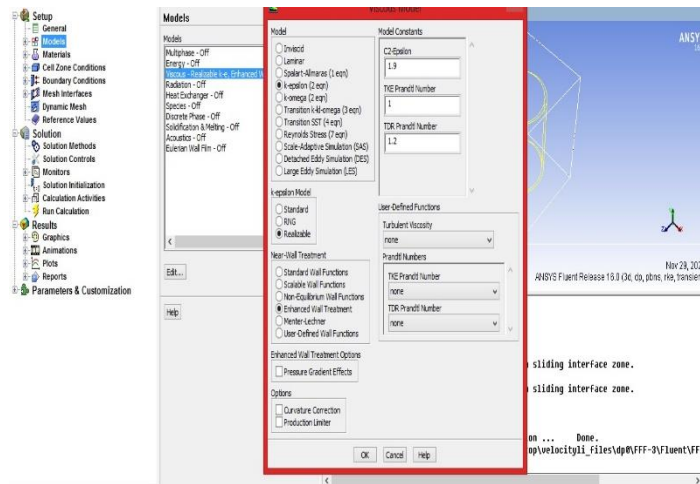 Setup
General
Models
Materials
Cell Zone Conditions
Boundary Conditions
Mesh Interfaces
Dynamic Mesh
Reference Values
Solution
Solution Methods
Solution Controls
Monitors
Solution Initialization
Calculation Activities
Run Calculation
Results
Graphics
Animations
Plots
Reports
Parameters & Customization
Models
Models
Multiphase - Off
Energy - Off
Viscous - Realizable k-e, Enhanced W
Radiation - Off
Heat Exchanger - Off
Species - Off
Discrete Phase - Off
Solidification & Melting - Off
Acoustics - Off
Eulerian Wall Film - Off
Edit...
Help
Viscous Model
Model
Inviscid
Laminar
Spalart-Allmaras (1 eqn)
k-epsilon (2 eqn)
k-omega (2 eqn)
Transition k-kl-omega (3 eqn)
Transition SST (4 eqn)
Reynolds Stress (7 eqn)
Scale-Adaptive Simulation (SAS)
Detached Eddy Simulation (DES)
Large Eddy Simulation (LES)
k-epsilon Model
Standard
RNG
Realizable
Near-Wall Treatment
Standard Wall Functions
Scalable Wall Functions
Non-Equilibrium Wall Functions
Enhanced Wall Treatment
Menter-Lechner
User-Defined Wall Functions
Enhanced Wall Treatment Options
Pressure Gradient Effects
Options
Curvature Correction
Production Limiter
Model Constants
C2-Epsilon
1.9
TKE Prandtl Number
1
TDR Prandtl Number
1.2
User-Defined Functions
Turbulent Viscosity
none
Prandtl Numbers
TKE Prandtl Number
none
TDR Prandtl Number
none
OK Cancel Help
ANSY
Nov 29, 202
ANSYS Fluent Release 16.0 (3d, dp, pbns, rke, transien
sliding interface zone.
sliding interface zone.
on ... Done.
op\velocityli_files\dp0\FFF-3\Fluent\FF